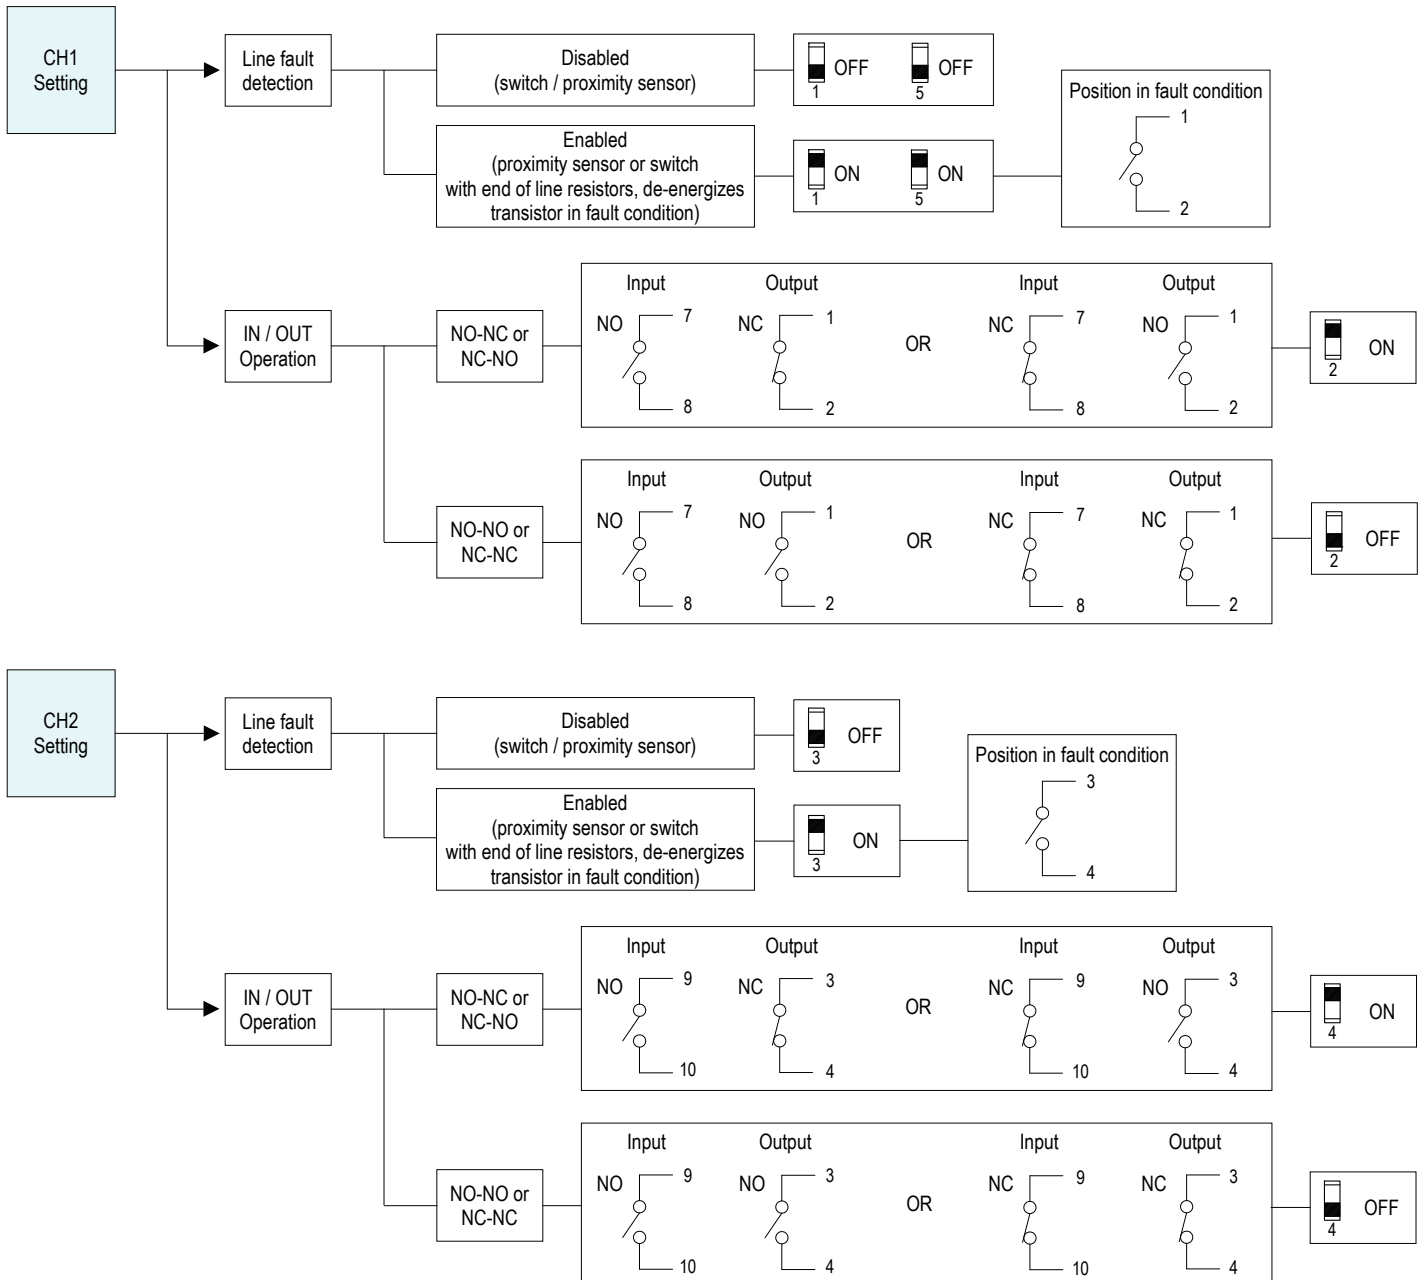 CH1
Setting
Line fault
detection
Disabled
(switch / proximity sensor)
OFF
OFF
1
5
Enabled
(proximity sensor or switch
with end of line resistors, de-energizes
transistor in fault condition)
ON
ON
1
5
Position in fault condition
1
2
IN / OUT
Operation
NO-NC or
NC-NO
Input
Output
Input
Output
NO
7
NC
1
OR
NC
7
NO
1
8
2
8
2
ON
2
NO-NO or
NC-NC
Input
Output
Input
Output
NO
7
NO
1
OR
NC
7
NC
1
8
2
8
2
OFF
2
CH2
Setting
Line fault
detection
Disabled
(switch / proximity sensor)
OFF
3
Enabled
(proximity sensor or switch
with end of line resistors, de-energizes
transistor in fault condition)
ON
3
Position in fault condition
3
4
IN / OUT
Operation
NO-NC or
NC-NO
Input
Output
Input
Output
NO
9
NC
3
OR
NC
9
NO
3
10
4
10
4
ON
4
NO-NO or
NC-NC
Input
Output
Input
Output
NO
9
NO
3
OR
NC
9
NC
3
10
4
10
4
OFF
4